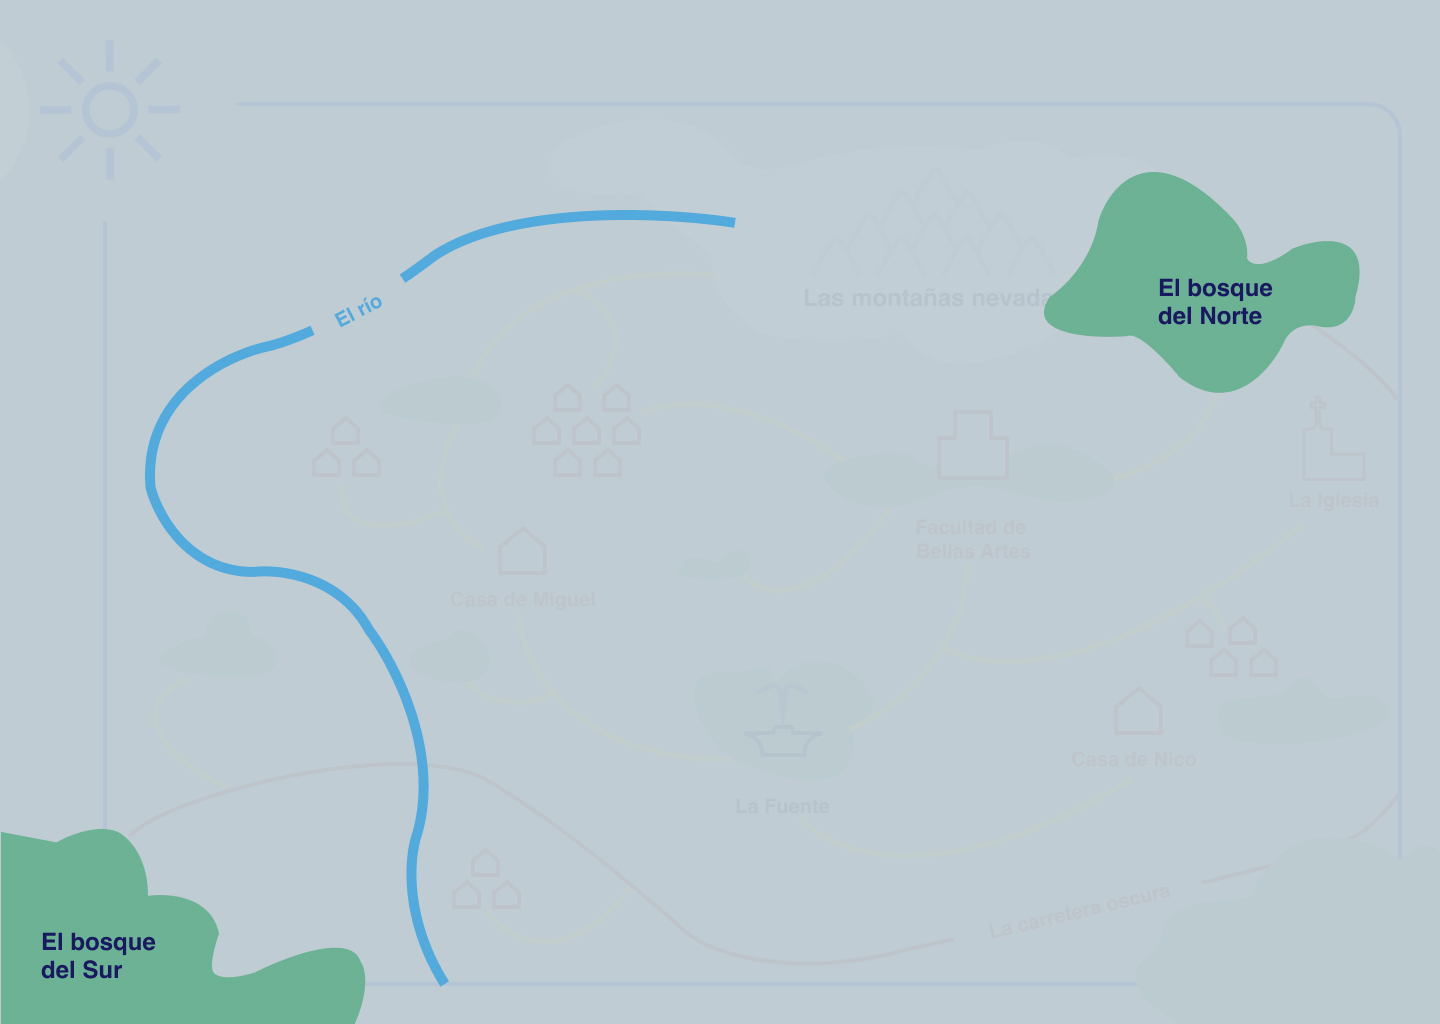 El bosque
del Norte
El río
Las montañas nevada
La Iglesia
Facultad de
Bellas Artes
Casa de Miguel
Casa de Nico
La Fuente
La carretera oscura
El bosque
del Sur